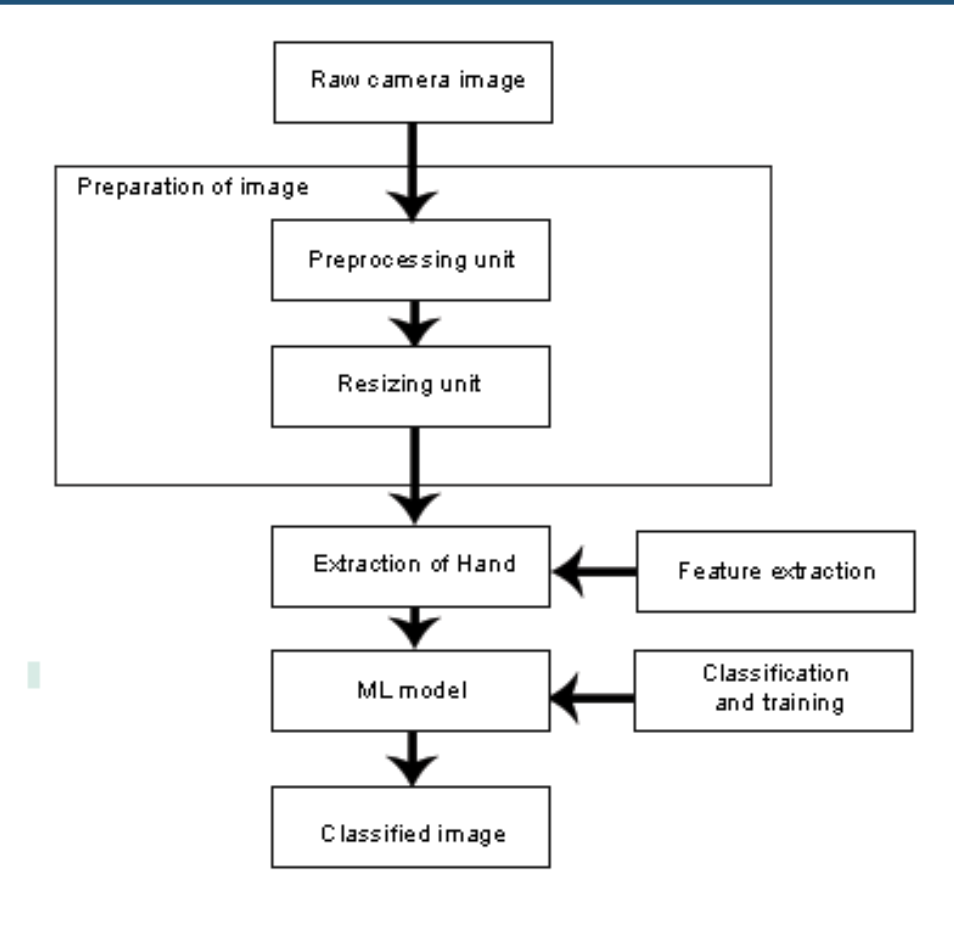 Raw camera image
Preparation of image
Preprocessing unit
Resizing unit
Extraction of Hand
Feature extraction
ML model
Classification
and training
Classified image